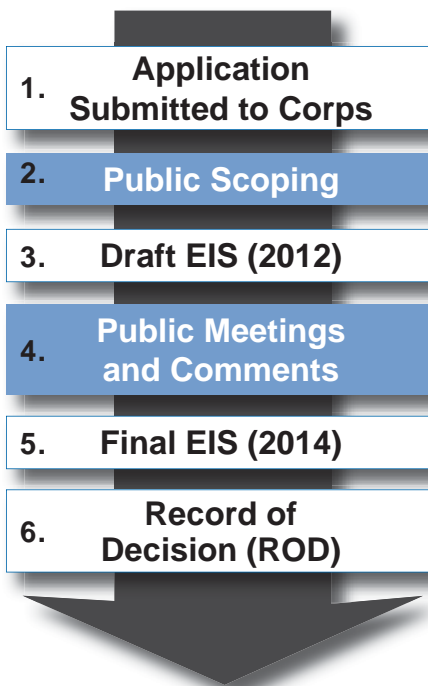 1. Application
Submitted to Corps
2. Public Scoping
3. Draft EIS (2012)
4. Public Meetings
and Comments
5. Final EIS (2014)
6. Record of
Decision (ROD)